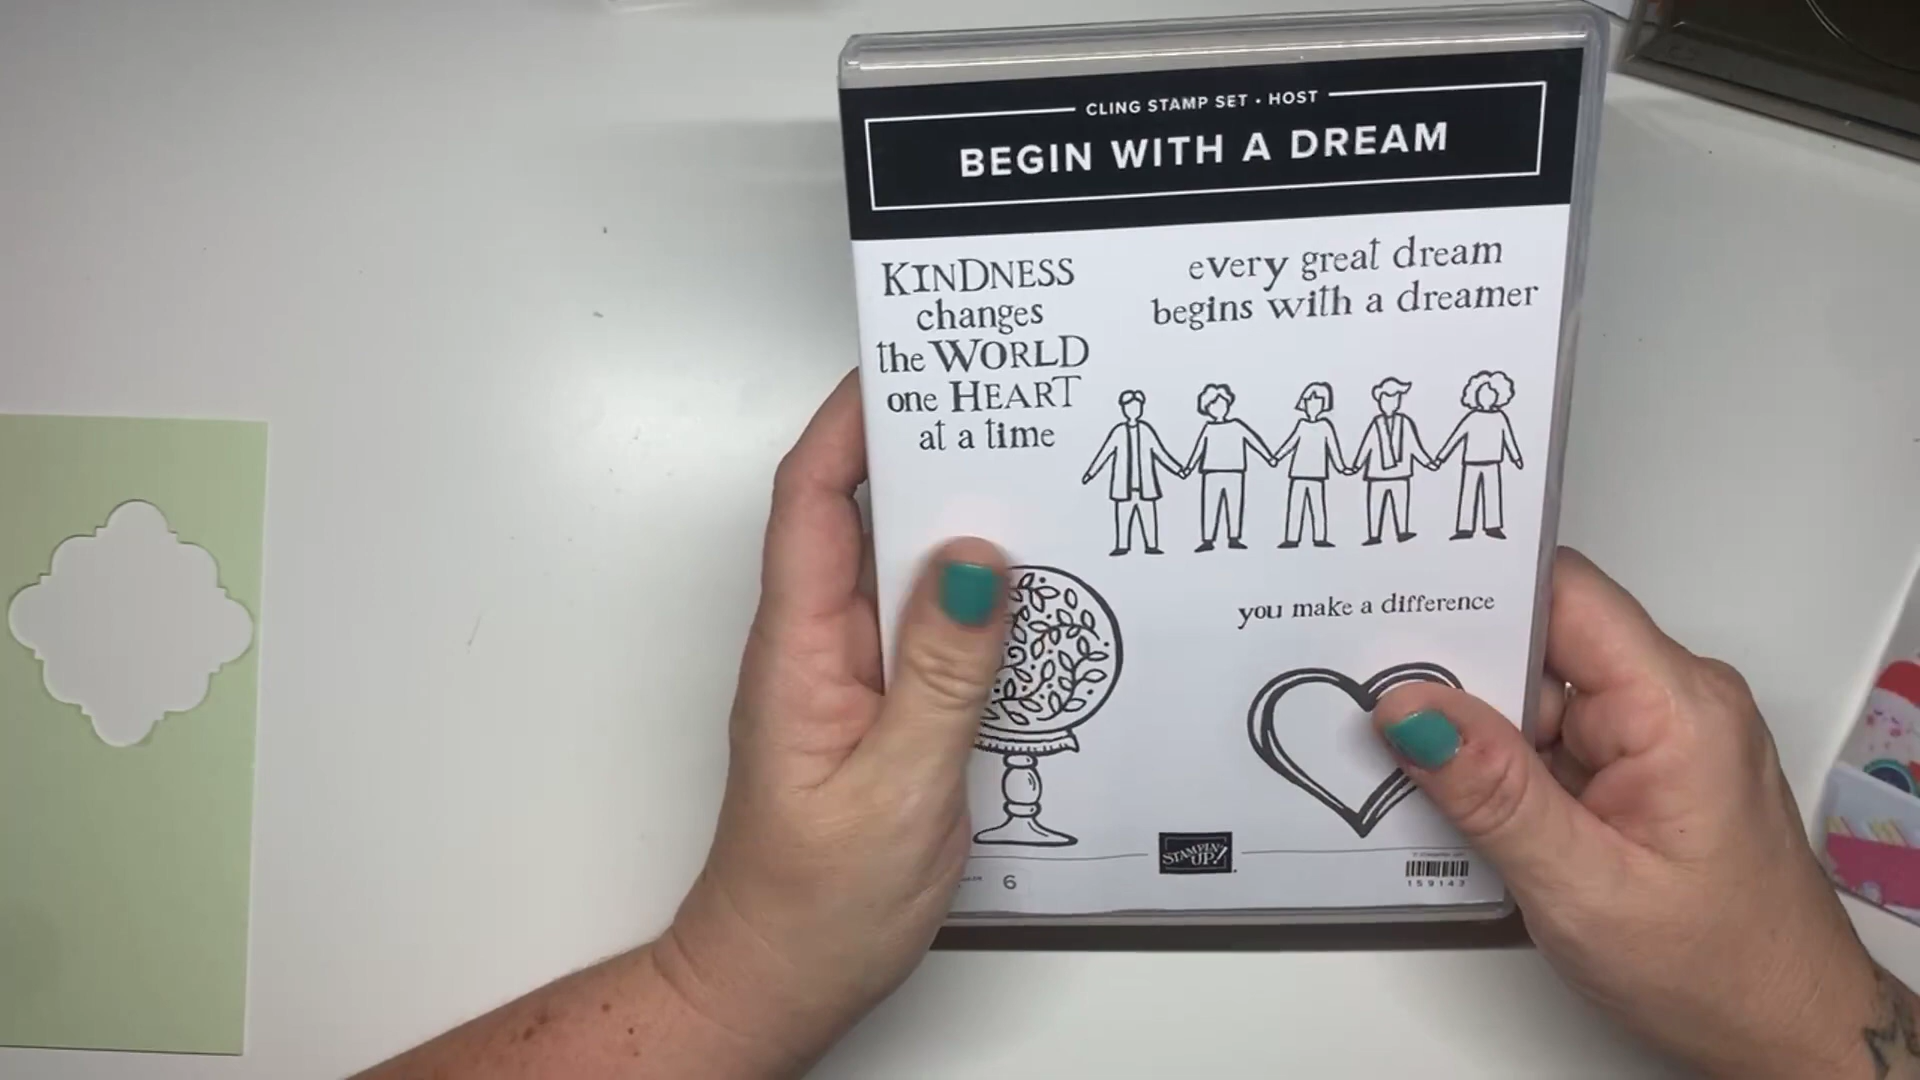 CLING STAMP SET • HOST
BEGIN WITH A DREAM
KINDNESS
changes
the WORLD
one HEART
at a time
every great dream
begins with a dreamer
you make a difference
STAMPIN' UP!
6
159143